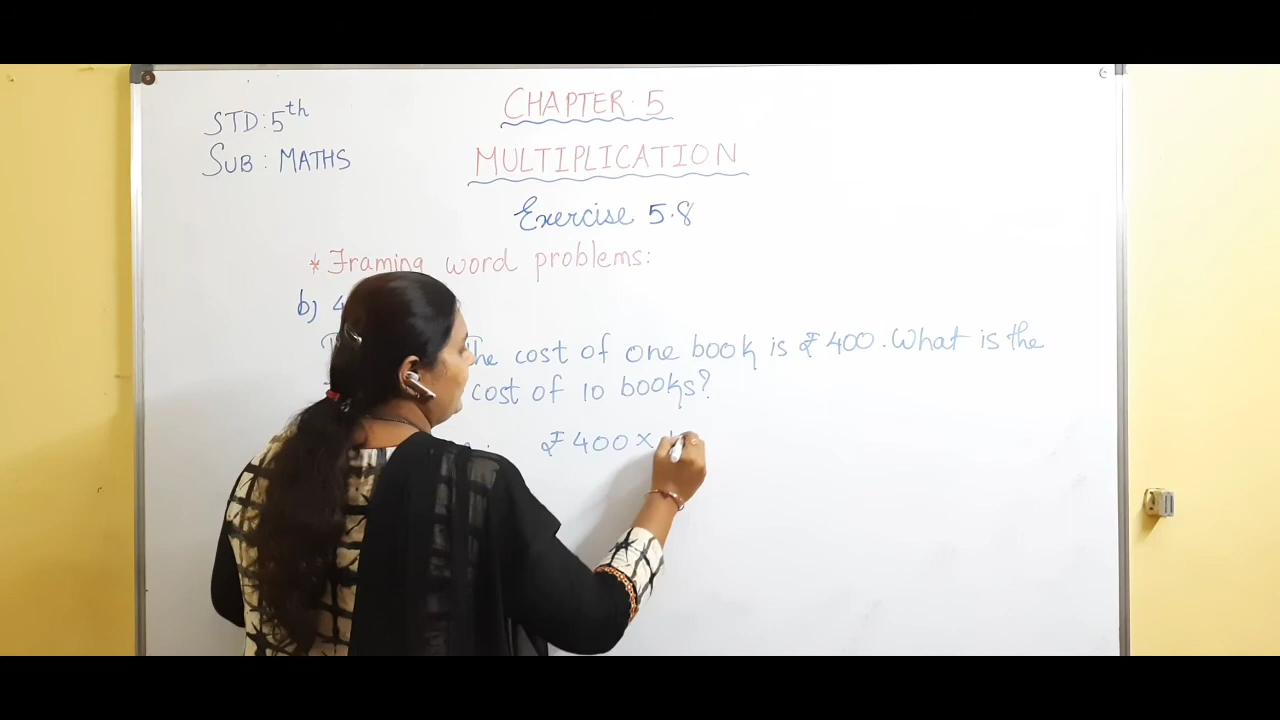 STD: 5th
SUB: MATHS
CHAPTER. 5
MULTIPLICATION
Exercise 5.8
* Framing word problems:
b) 4
The cost of one book is ₹400. What is the
cost of 10 books?
₹400 ×